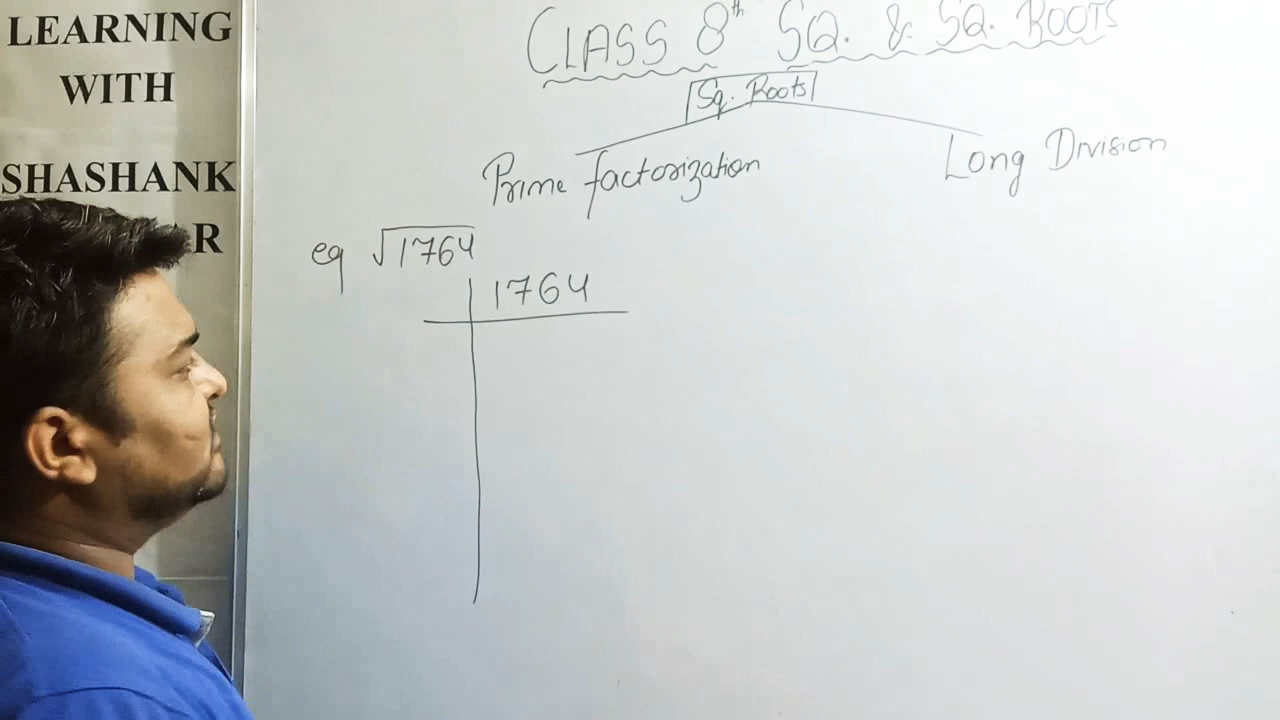 LEARNING
WITH
SHASHANK
R
CLASS 8th SQ. & SQ. ROOTS
Sq. Roots
Prime factorization
Long Division
eg √1764
1764